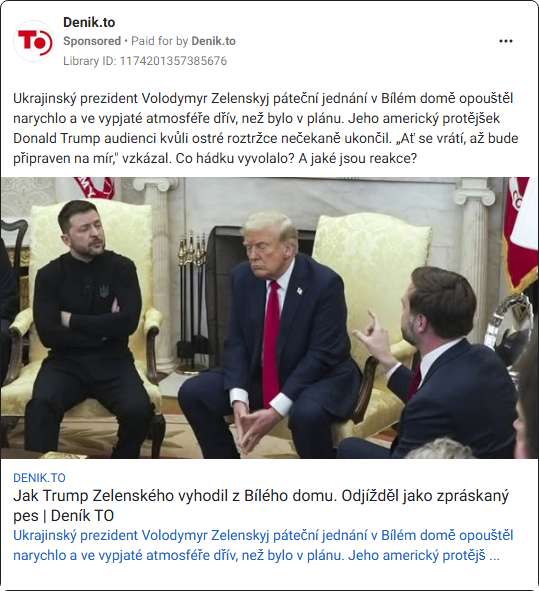 Denik.to
Sponsored • Paid for by Denik.to
Library ID: 1174201357385676
TO
Ukrajinský prezident Volodymyr Zelenskyj páteční jednání v Bílém domě opouštěl
narychlo a ve vypjaté atmosféře dřív, než bylo v plánu. Jeho americký protějšek
Donald Trump audienci kvůli ostré roztržce nečekaně ukončil. „Ať se vrátí, až bude
připraven na mír," vzkázal. Co hádku vyvolalo? A jaké jsou reakce?
DENIK.TO
Jak Trump Zelenského vyhodil z Bílého domu. Odjížděl jako zpráskaný
pes | Deník TO
Ukrajinský prezident Volodymyr Zelenskyj páteční jednání v Bílém domě opouštěl
narychlo a ve vypjaté atmosféře dřív, než bylo v plánu. Jeho americký protějš ...